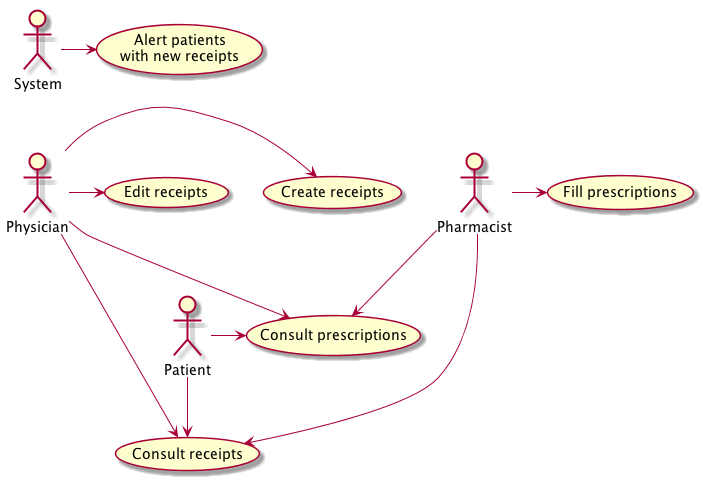 Alert patients
with new receipts
System
Edit receipts
Create receipts
Fill prescriptions
Physician
Pharmacist
Consult prescriptions
Patient
Consult receipts